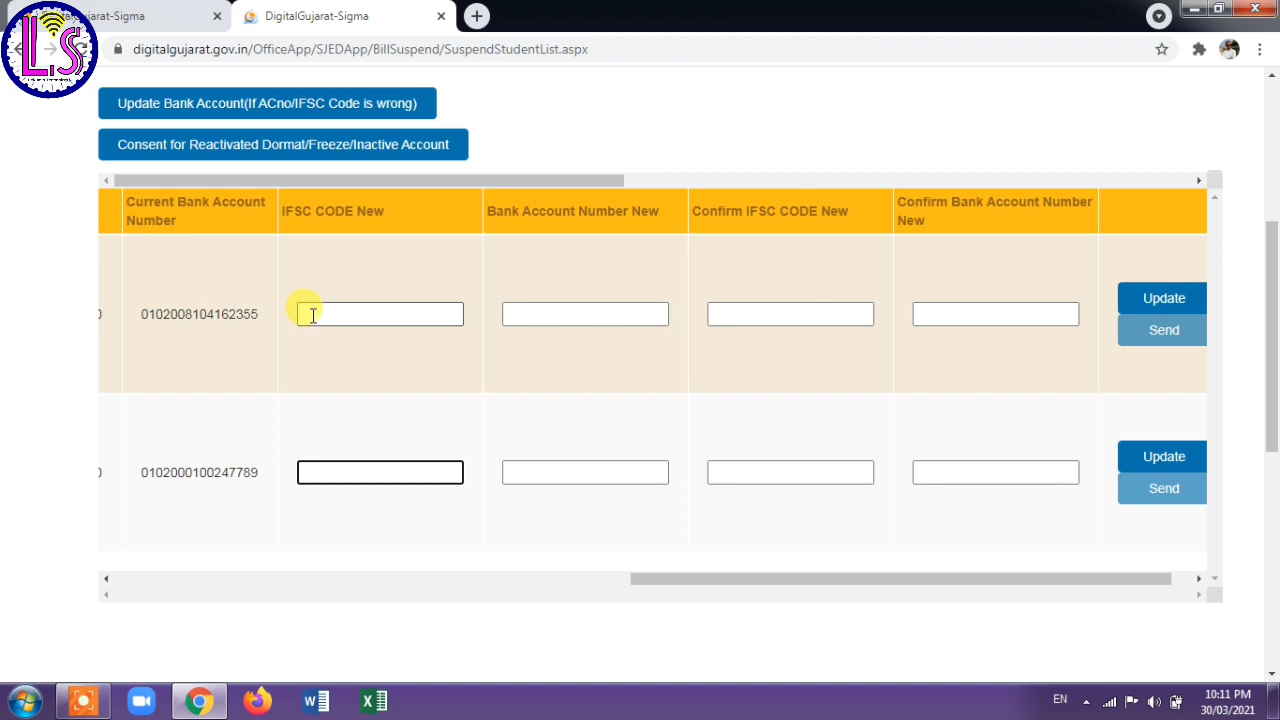 DigitalGujarat-Sigma
LS
digitalgujarat.gov.in/OfficeApp/SJEDApp/BillSuspend/SuspendStudentList.aspx
Update Bank Account(If ACno/IFSC Code is wrong)
Consent for Reactivated Dormat/Freeze/Inactive Account
Current Bank Account Number
IFSC CODE New
Bank Account Number New
Confirm IFSC CODE New
Confirm Bank Account Number New
0102008104162355
Update
Send
0102000100247789
Update
Send
EN
10:11 PM
30/03/2021